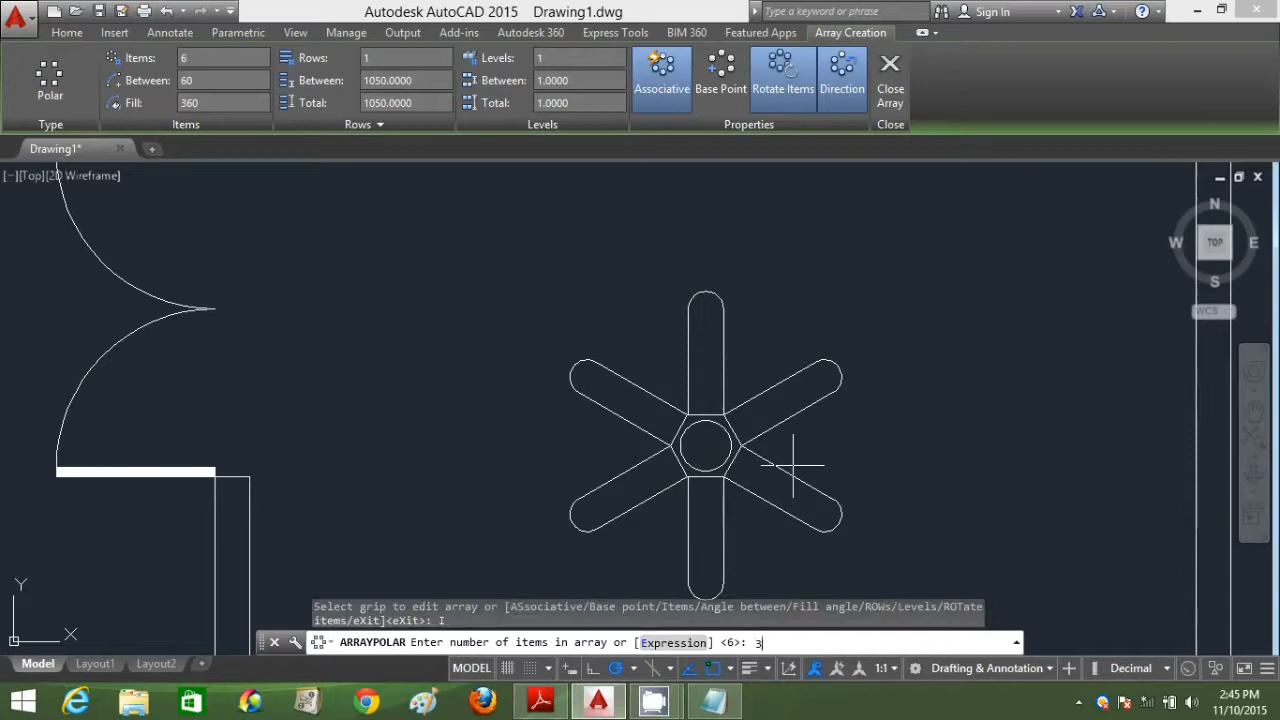 Autodesk AutoCAD 2015 Drawing1.dwg
Type a keyword or phrase
Sign In
Home Insert Annotate Parametric View Manage Output Add-ins Autodesk 360 Express Tools BIM 360 Featured Apps Array Creation
Items: 6 Rows: 1 Levels: 1
Between: 60 Between: 1050.0000 Between: 1.0000
Fill: 360 Total: 1050.0000 Total: 1.0000
Polar
Associative Base Point Rotate Items Direction Close
Array
Type Items Rows Levels Properties Close
Drawing1*
[−][Top][2D Wireframe]
N
W TOP E
S
WCS
Y
X
Select grip to edit array or [ASsociative/Base point/Items/Angle between/Fill angle/ROWs/Levels/ROTate
items/eXit]<eXit>: I
ARRAYPOLAR Enter number of items in array or [Expression] <6>: 3
Model Layout1 Layout2 +
MODEL 1:1 Drafting & Annotation Decimal
2:45 PM
11/10/2015